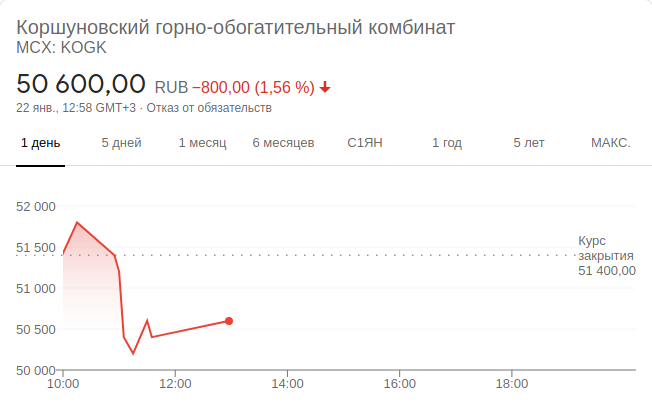 Коршуновский горно-обогатительный комбинат
MCX: KOGK
50 600,00 RUB −800,00 (1,56 %)
22 янв., 12:58 GMT+3 · Отказ от обязательств
1 день 5 дней 1 месяц 6 месяцев С1ЯН 1 год 5 лет МАКС.
52 000
51 500
51 000
50 500
50 000
Курс
закрытия
51 400,00
10:00 12:00 14:00 16:00 18:00